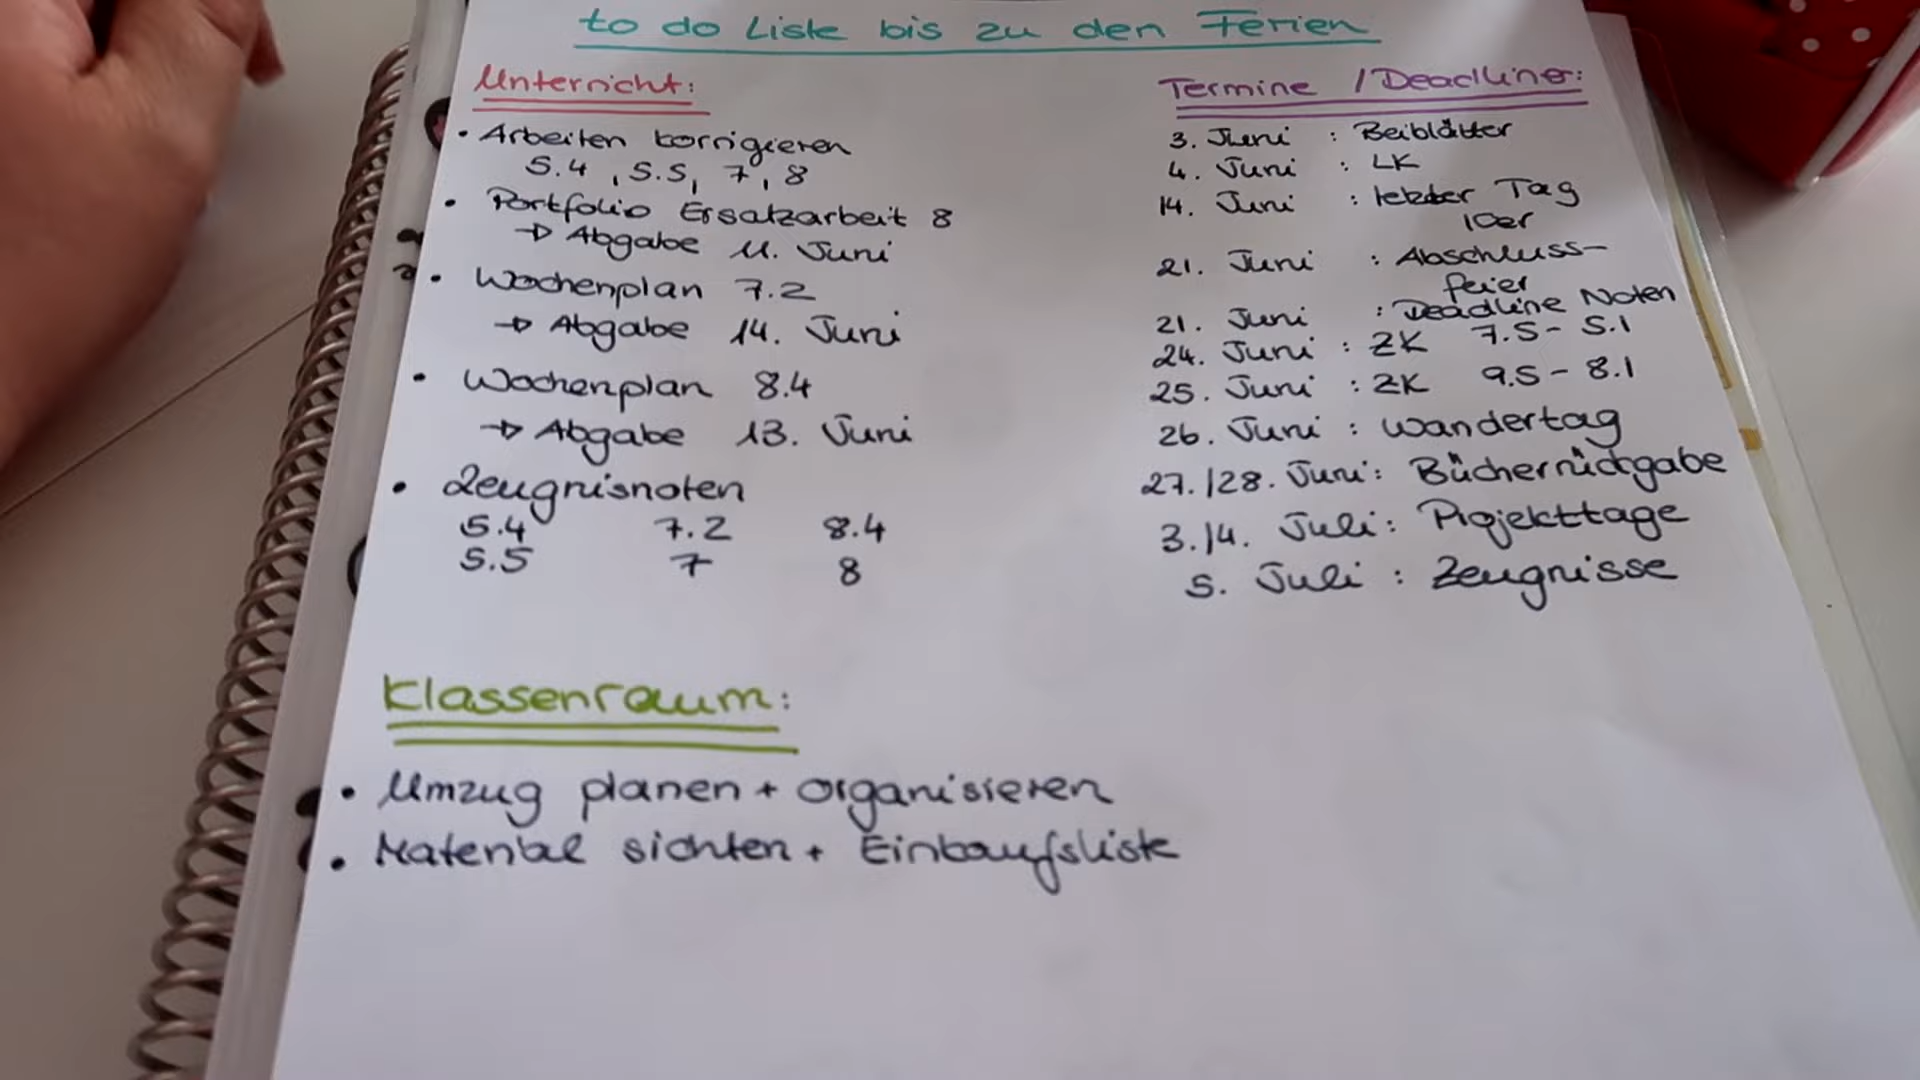 to do Liste bis zu den Ferien
Unterricht:
• Arbeiten korrigieren
5.4, 5.5, 7, 8
• Portfolio Ersatzarbeit 8
→ Abgabe 11. Juni
• Wochenplan 7.2
→ Abgabe 14. Juni
• Wochenplan 8.4
→ Abgabe 13. Juni
• Zeugnisnoten
5.4 7.2 8.4
5.5 7 8
Termine / Deadline:
3. Juni : Beiblätter
4. Juni : LK
14. Juni : letzter Tag
10er
21. Juni : Abschluss-
feier
21. Juni : Deadline Noten
24. Juni : ZK 7.5 - 5.1
25. Juni : ZK 9.5 - 8.1
26. Juni : Wandertag
27./28. Juni : Bücherrückgabe
3./4. Juli : Projekttage
5. Juli : Zeugnisse
Klassenraum:
• Umzug planen + organisieren
• Material sichten + Einkaufsliste